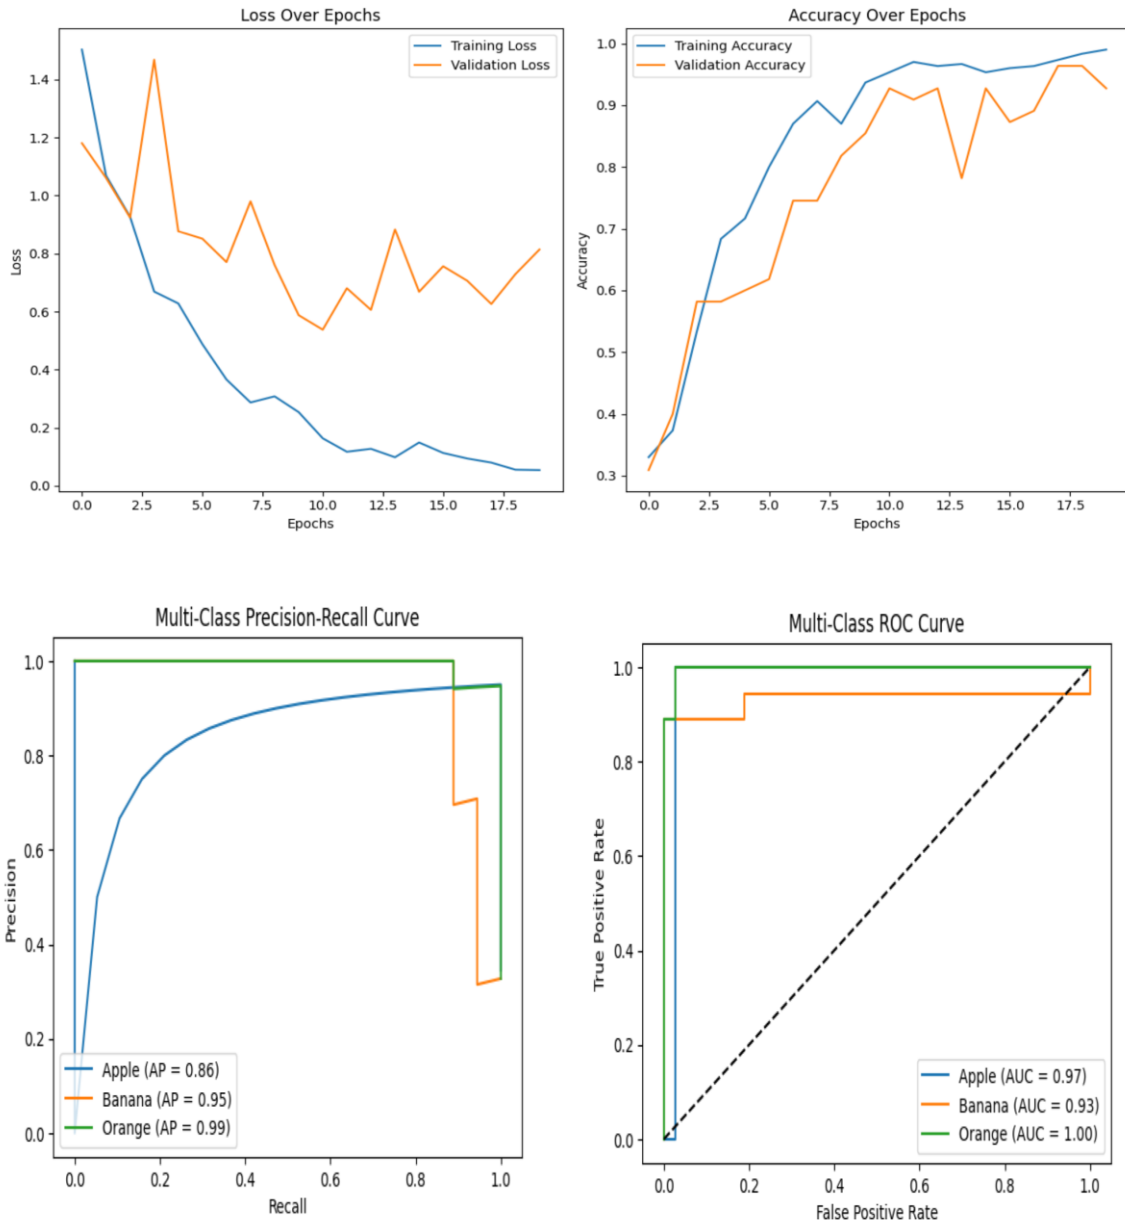 Loss Over Epochs
Training Loss
Validation Loss
1.4
1.2
1.0
0.8
0.6
0.4
0.2
0.0
Loss
0.0 2.5 5.0 7.5 10.0 12.5 15.0 17.5
Epochs
Accuracy Over Epochs
Training Accuracy
Validation Accuracy
1.0
0.9
0.8
0.7
0.6
0.5
0.4
0.3
Accuracy
0.0 2.5 5.0 7.5 10.0 12.5 15.0 17.5
Epochs
Multi-Class Precision-Recall Curve
1.0
0.8
0.6
0.4
0.2
0.0
Precision
Apple (AP = 0.86)
Banana (AP = 0.95)
Orange (AP = 0.99)
0.0 0.2 0.4 0.6 0.8 1.0
Recall
Multi-Class ROC Curve
1.0
0.8
0.6
0.4
0.2
0.0
True Positive Rate
Apple (AUC = 0.97)
Banana (AUC = 0.93)
Orange (AUC = 1.00)
0.0 0.2 0.4 0.6 0.8 1.0
False Positive Rate